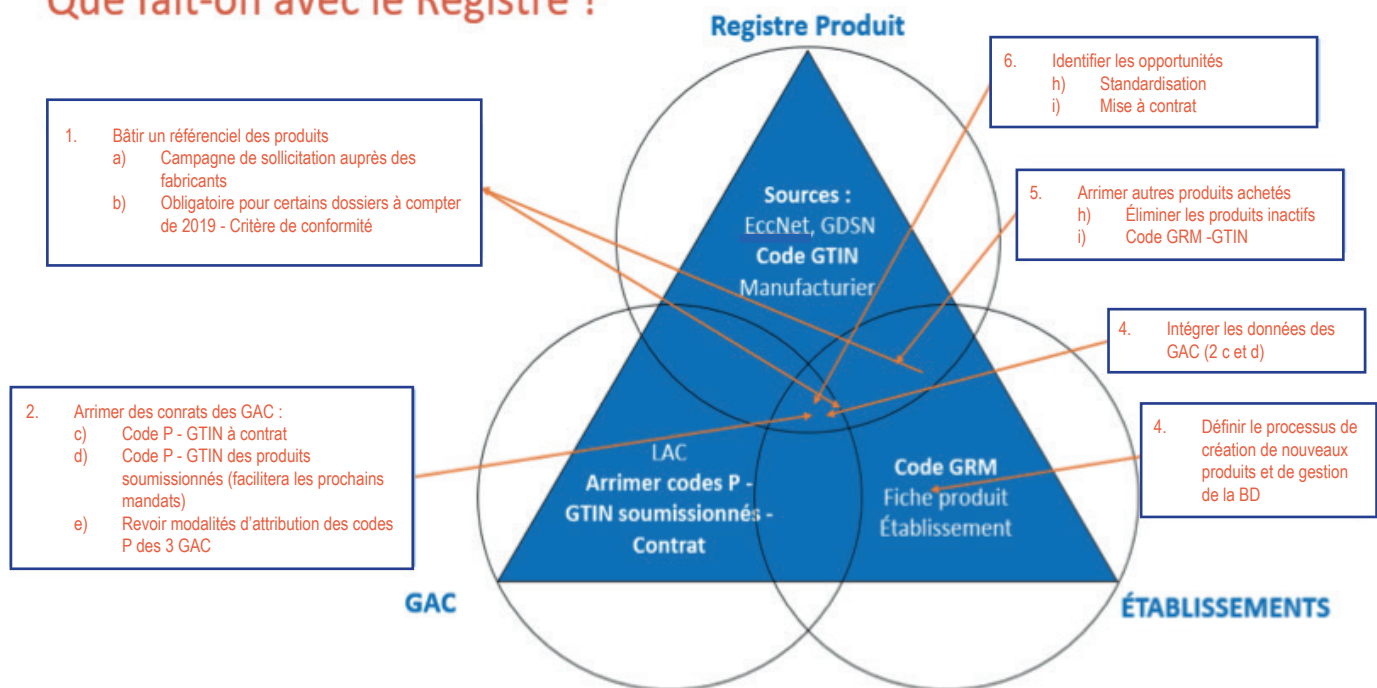 Que fait-on avec le Registre ?
Registre Produit
6. Identifier les opportunités
h) Standardisation
i) Mise à contrat
1. Bâtir un référenciel des produits
a) Campagne de sollicitation auprès des
fabricants
b) Obligatoire pour certains dossiers à compter
de 2019 - Critère de conformité
5. Arrimer autres produits achetés
h) Éliminer les produits inactifs
i) Code GRM -GTIN
Sources :
EccNet, GDSN
Code GTIN
Manufacturier
4. Intégrer les données des
GAC (2 c et d)
2. Arrimer des conrats des GAC :
c) Code P - GTIN à contrat
d) Code P - GTIN des produits
soumissionnés (facilitera les prochains
mandats)
e) Revoir modalités d'attribution des codes
P des 3 GAC
4. Définir le processus de
création de nouveaux
produits et de gestion
de la BD
LAC
Arrimer codes P -
GTIN soumissionnés -
Contrat
Code GRM
Fiche produit
Établissement
GAC
ÉTABLISSEMENTS